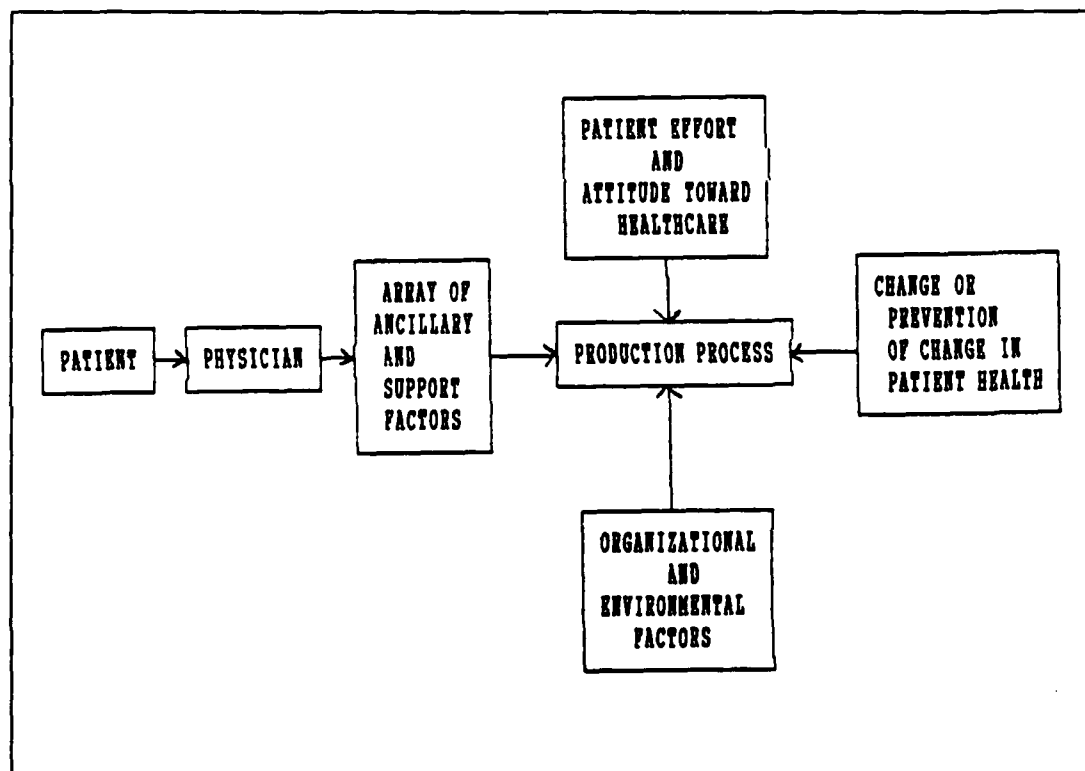 PATIENT EFFORT
AND
ATTITUDE TOWARD
HEALTHCARE
ARRAY OF
ANCILLARY
AND
SUPPORT
FACTORS
CHANGE OR
PREVENTION
OF CHANGE IN
PATIENT HEALTH
PATIENT
PHYSICIAN
PRODUCTION PROCESS
ORGANIZATIONAL
AND
ENVIRONMENTAL
FACTORS